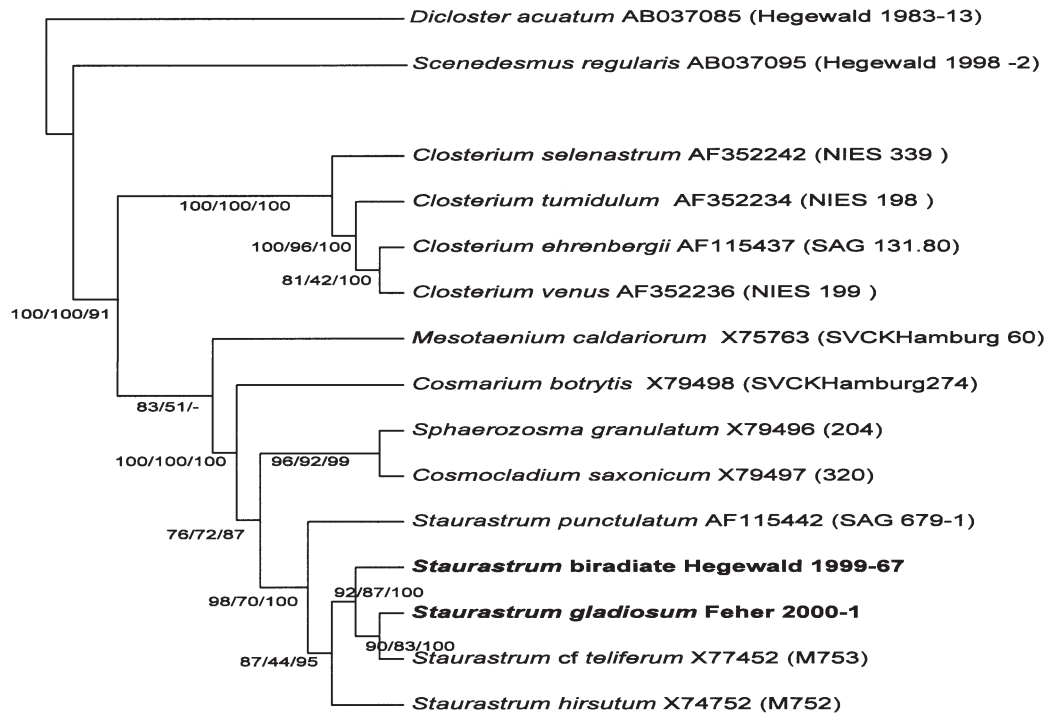 Dicloster acuatum AB037085 (Hegewald 1983-13)
Scenedesmus regularis AB037095 (Hegewald 1998 -2)
Closterium selenastrum AF352242 (NIES 339 )
100/100/100
Closterium tumidulum AF352234 (NIES 198 )
100/96/100
Closterium ehrenbergii AF115437 (SAG 131.80)
81/42/100
Closterium venus AF352236 (NIES 199 )
100/100/91
Mesotaenium caldariorum X75763 (SVCKHamburg 60)
Cosmarium botrytis X79498 (SVCKHamburg274)
83/51/-
Sphaerozosma granulatum X79496 (204)
100/100/100
96/92/99
Cosmocladium saxonicum X79497 (320)
Staurastrum punctulatum AF115442 (SAG 679-1)
76/72/87
Staurastrum biradiate Hegewald 1999-67
92/87/100
98/70/100
Staurastrum gladiosum Feher 2000-1
90/83/100
87/44/95
Staurastrum cf teliferum X77452 (M753)
Staurastrum hirsutum X74752 (M752)